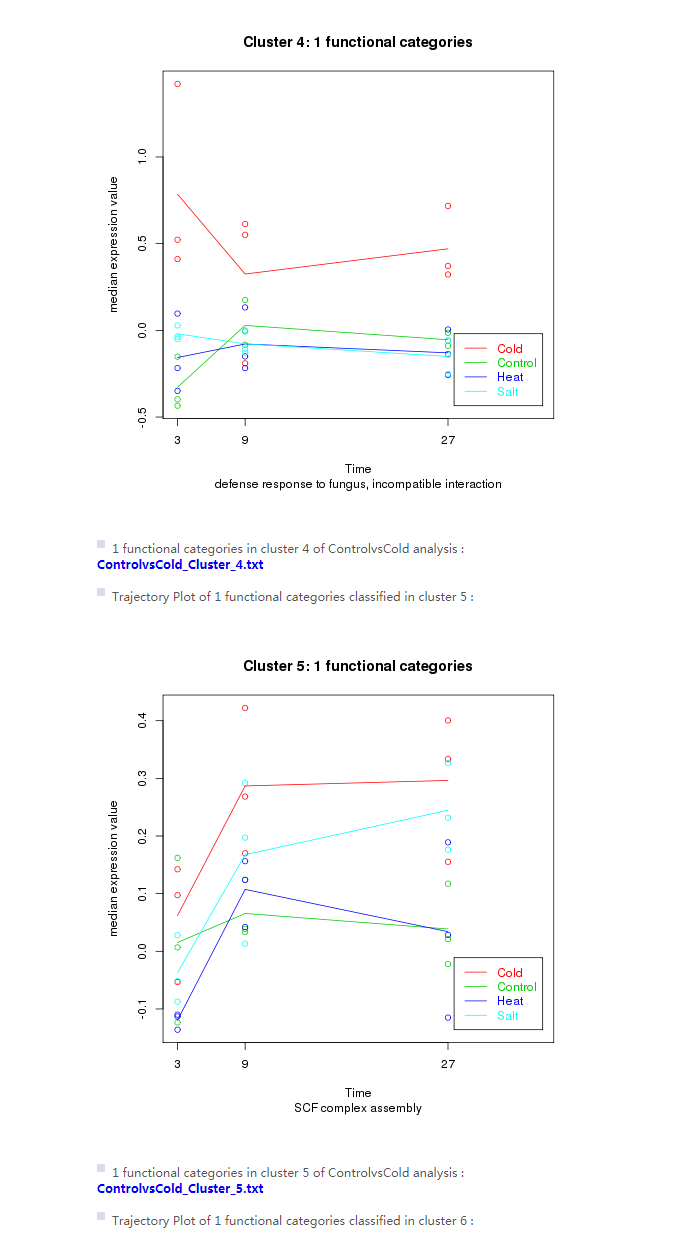 Cluster 4: 1 functional categories
median expression value
1.0
0.5
0.0
-0.5
3 9 27
Cold
Control
Heat
Salt
Time
defense response to fungus, incompatible interaction
1 functional categories in cluster 4 of ControlvsCold analysis :
ControlvsCold_Cluster_4.txt
Trajectory Plot of 1 functional categories classified in cluster 5 :
Cluster 5: 1 functional categories
median expression value
0.4
0.3
0.2
0.1
0.0
-0.1
3 9 27
Cold
Control
Heat
Salt
Time
SCF complex assembly
1 functional categories in cluster 5 of ControlvsCold analysis :
ControlvsCold_Cluster_5.txt
Trajectory Plot of 1 functional categories classified in cluster 6 :